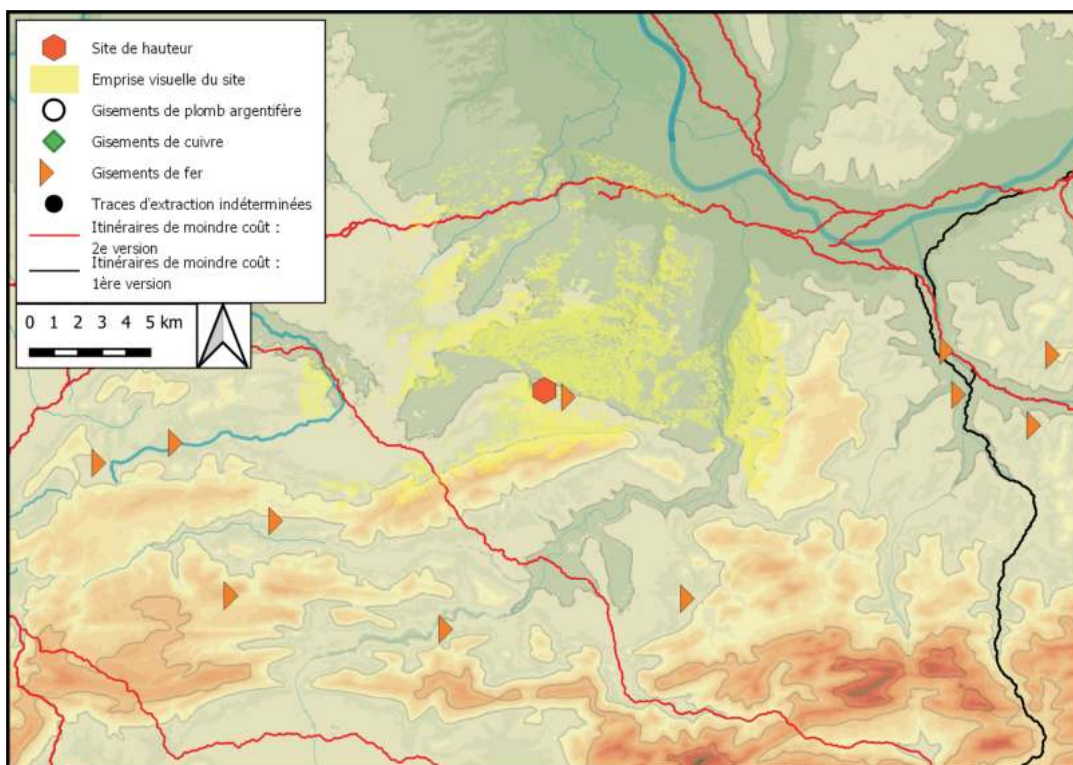 Site de hauteur
Emprise visuelle du site
Gisements de plomb argentifère
Gisements de cuivre
Gisements de fer
Traces d'extraction indéterminées
Itinéraires de moindre coût :
2e version
Itinéraires de moindre coût :
1ère version
0 1 2 3 4 5 km